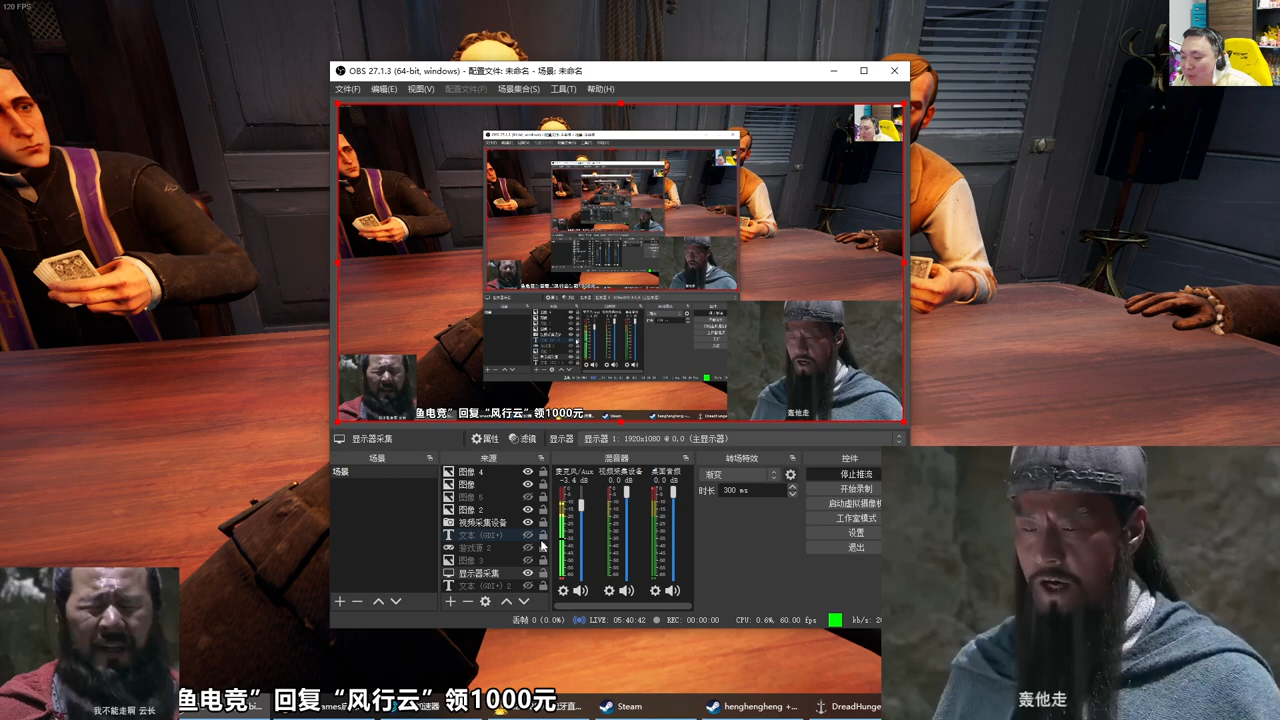 120 FPS
OBS 27.1.3 (64-bit, windows) - 配置文件: 未命名 - 场景: 未命名
文件(F) 编辑(E) 视图(V) 配置文件(P) 场景集合(S) 工具(T) 帮助(H)
轰他走
鱼电竞”回复“风行云”领1000元
Steam
显示器采集 属性 滤镜 显示器 显示器 1: 1920x1080 @ 0,0 (主显示器)
场景
场景
来源
图像 4
图像
图像 5
图像 2
视频采集设备
文本 (GDI+)
游戏源 2
图像 3
显示器采集
文本 (GDI+) 2
混音器
麦克风/Aux 视频采集设备 桌面音频
-3.4 dB 0.0 dB 0.0 dB
转场特效
渐变
时长 300 ms
控件
停止推流
开始录制
启动虚拟摄像机
工作室模式
设置
退出
丢帧 0 (0.0%) LIVE: 05:40:42 REC: 00:00:00 CPU: 0.6%, 60.00 fps kb/s: 2
我不能走啊 云长
鱼电竞”回复“风行云”领1000元
Steam
henghengheng +...
DreadHunge
轰他走